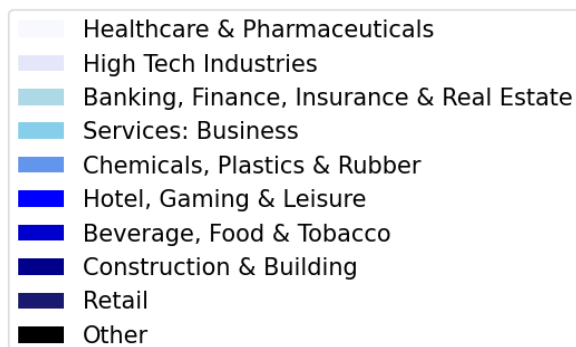 Healthcare & Pharmaceuticals
High Tech Industries
Banking, Finance, Insurance & Real Estate
Services: Business
Chemicals, Plastics & Rubber
Hotel, Gaming & Leisure
Beverage, Food & Tobacco
Construction & Building
Retail
Other